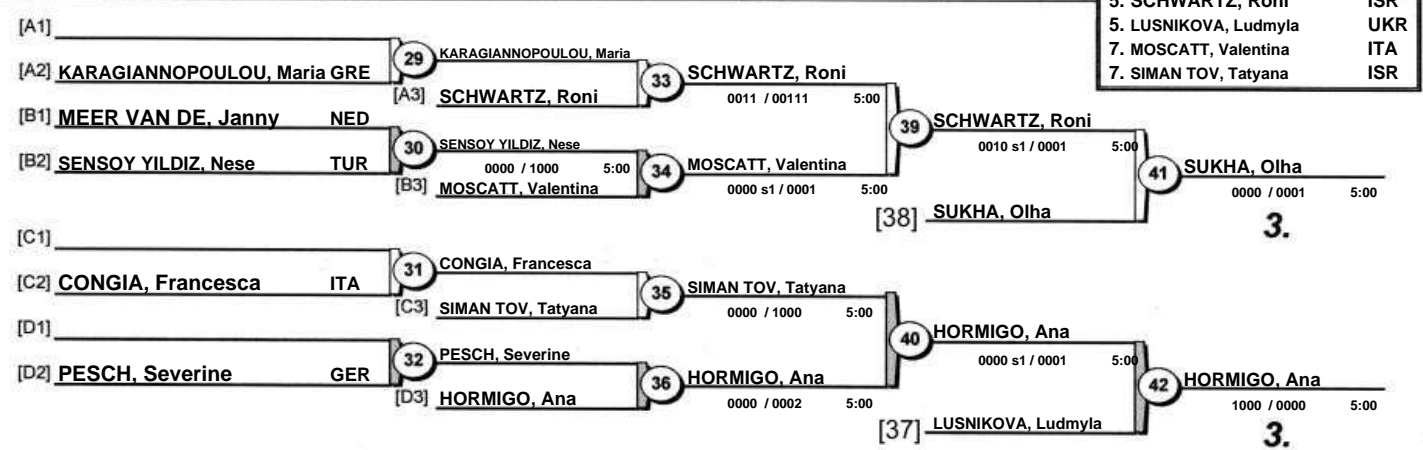 5. SCHWARTZ, Roni ISR
5. LUSNIKOVA, Ludmyla UKR
7. MOSCATT, Valentina ITA
7. SIMAN TOV, Tatyana ISR
[A1]
[A2] KARAGIANNOPOULOU, Maria GRE
29
KARAGIANNOPOULOU, Maria
[A3] SCHWARTZ, Roni
33
SCHWARTZ, Roni
0011 / 00111 5:00
[B1] MEER VAN DE, Janny NED
[B2] SENSOY YILDIZ, Nese TUR
30
SENSOY YILDIZ, Nese
0000 / 1000 5:00
[B3] MOSCATT, Valentina
34
MOSCATT, Valentina
0000 s1 / 0001 5:00
39
SCHWARTZ, Roni
0010 s1 / 0001 5:00
[38] SUKHA, Olha
41
SUKHA, Olha
0000 / 0001 5:00
3.
[C1]
[C2] CONGIA, Francesca ITA
31
CONGIA, Francesca
[C3] SIMAN TOV, Tatyana
35
SIMAN TOV, Tatyana
0000 / 1000 5:00
[D1]
[D2] PESCH, Severine GER
32
PESCH, Severine
[D3] HORMIGO, Ana
36
HORMIGO, Ana
0000 / 0002 5:00
40
HORMIGO, Ana
0000 s1 / 0001 5:00
[37] LUSNIKOVA, Ludmyla
42
HORMIGO, Ana
1000 / 0000 5:00
3.